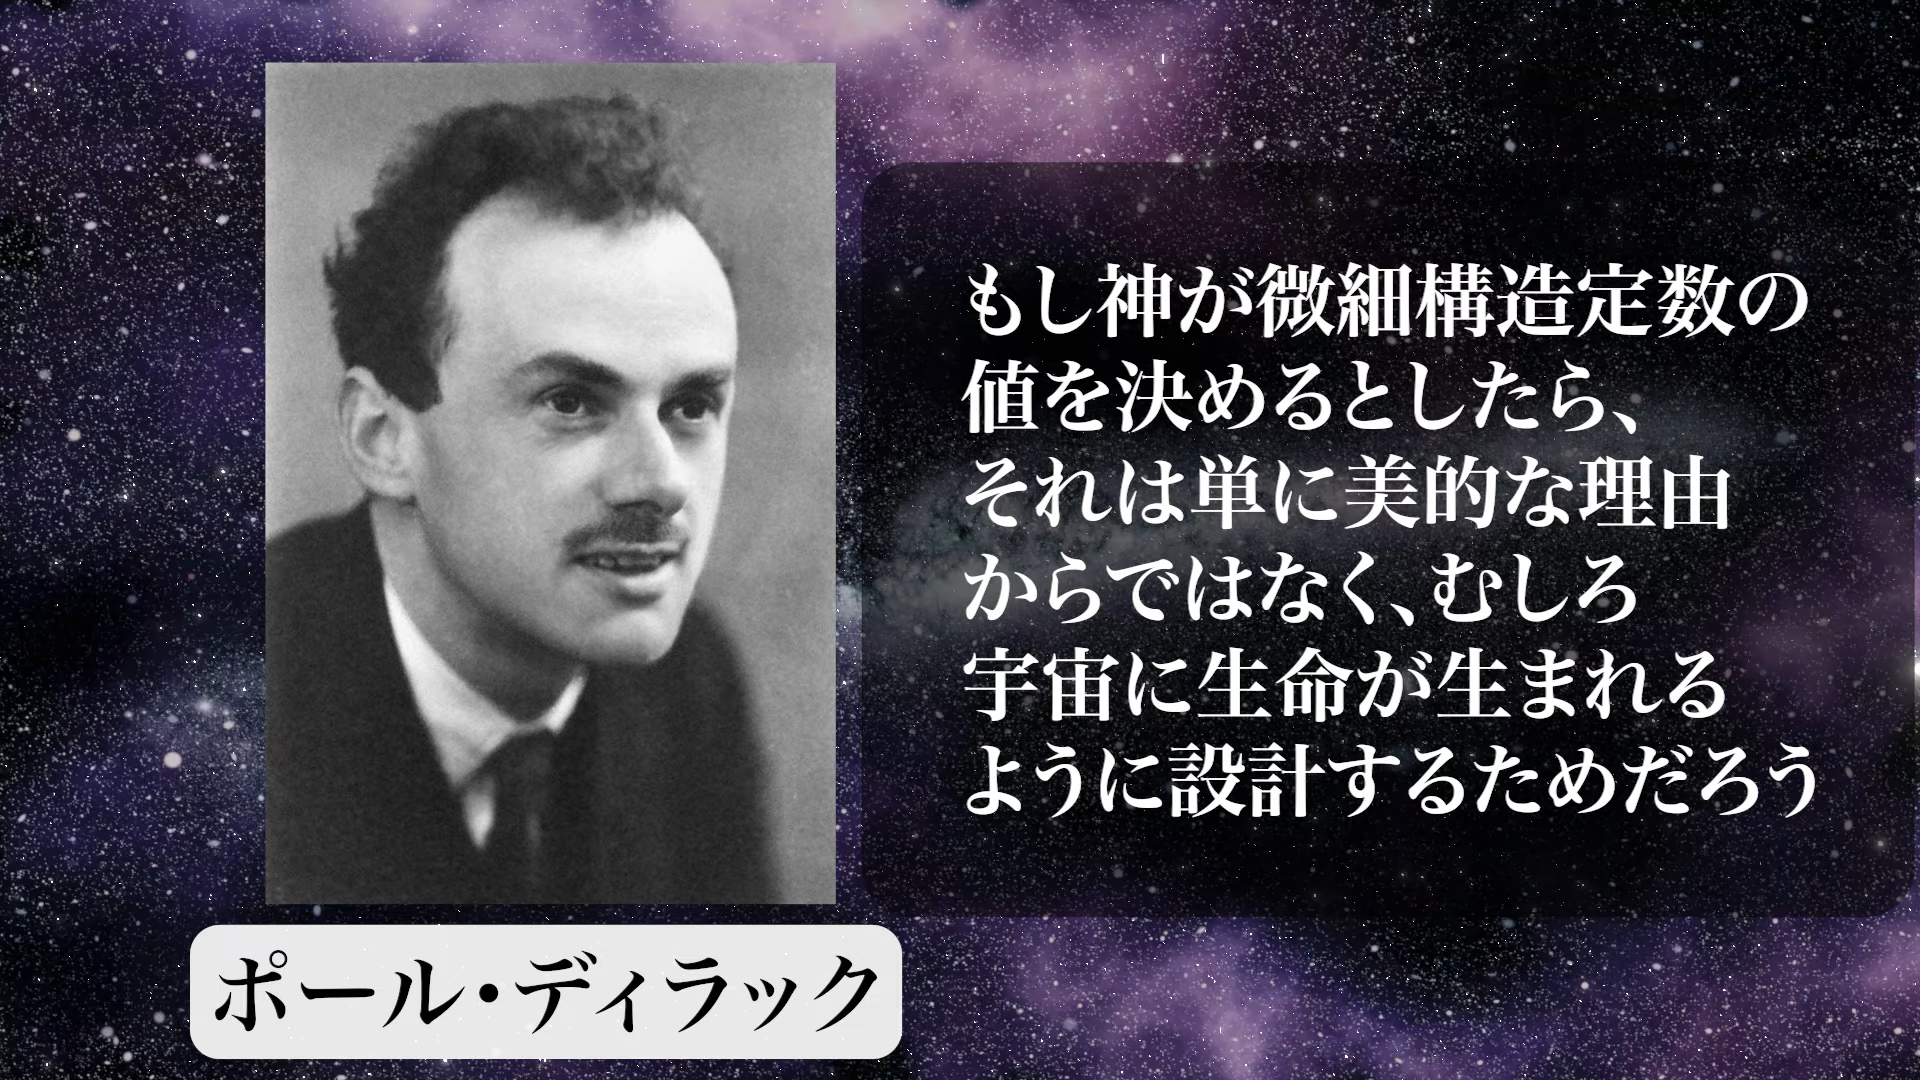 もし神が微細構造定数の
値を決めるとしたら、
それは単に美的な理由
からではなく、むしろ
宇宙に生命が生まれる
ように設計するためだろう
ポール・ディラック